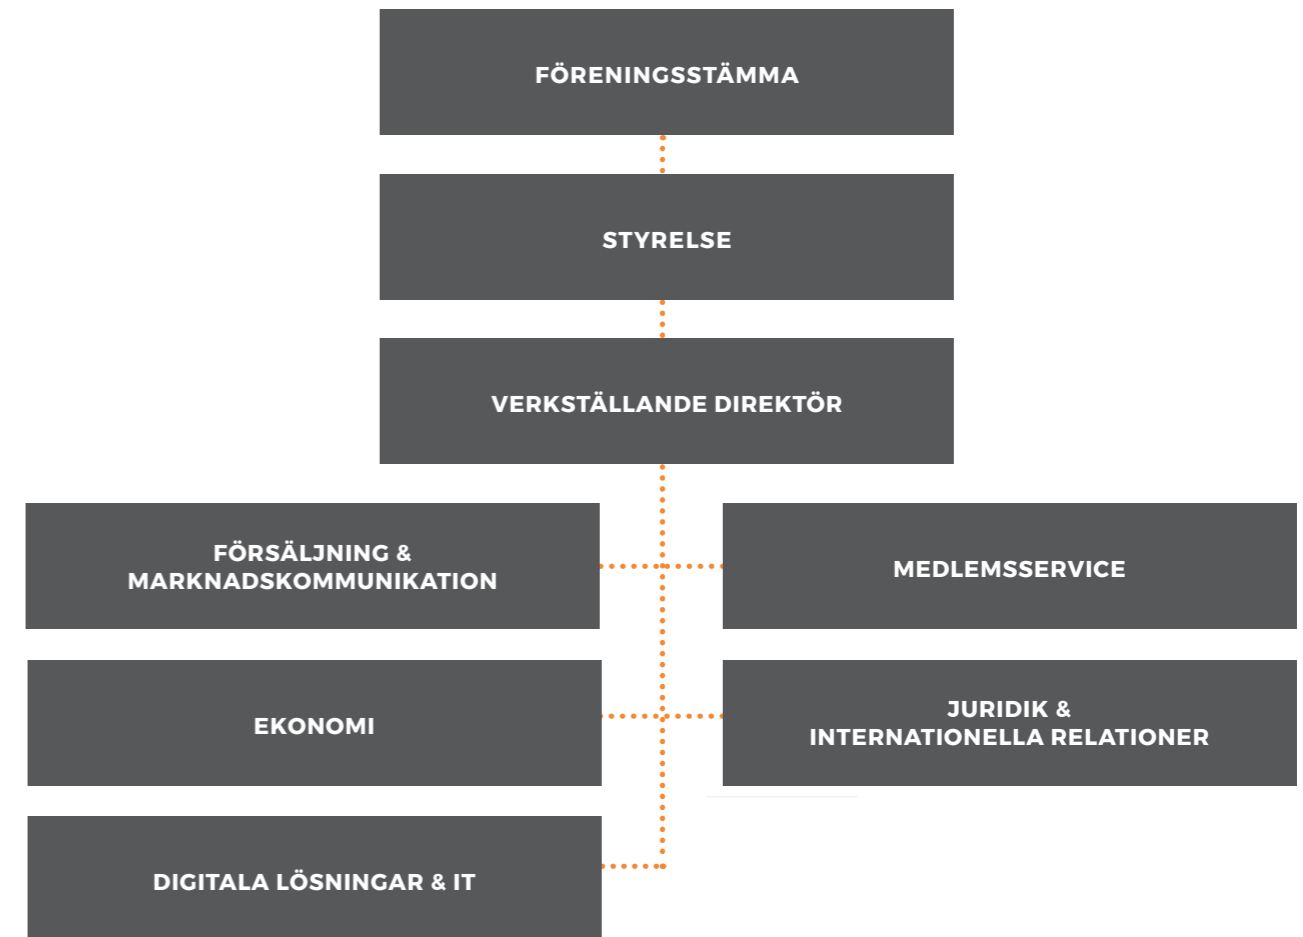 FÖRENINGSSTÄMMA
STYRELSE
VERKSTÄLLANDE DIREKTÖR
FÖRSÄLJNING &
MARKNADSKOMMUNIKATION
MEDLEMSSERVICE
EKONOMI
JURIDIK &
INTERNATIONELLA RELATIONER
DIGITALA LÖSNINGAR & IT